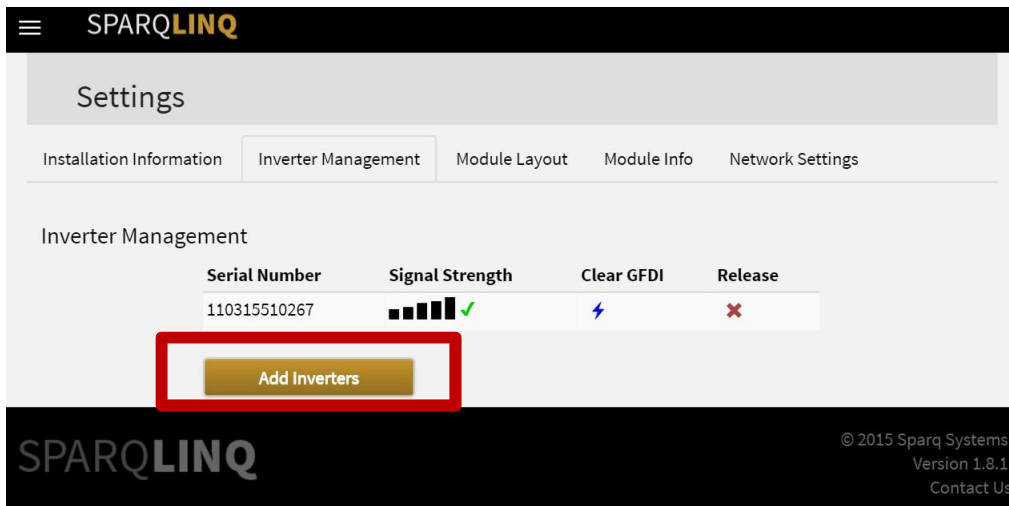 SPARQLINQ
Settings
Installation Information Inverter Management Module Layout Module Info Network Settings
Inverter Management
Serial Number Signal Strength Clear GFDI Release
110315510267
Add Inverters
SPARQLINQ
© 2015 Sparq Systems
Version 1.8.1
Contact Us